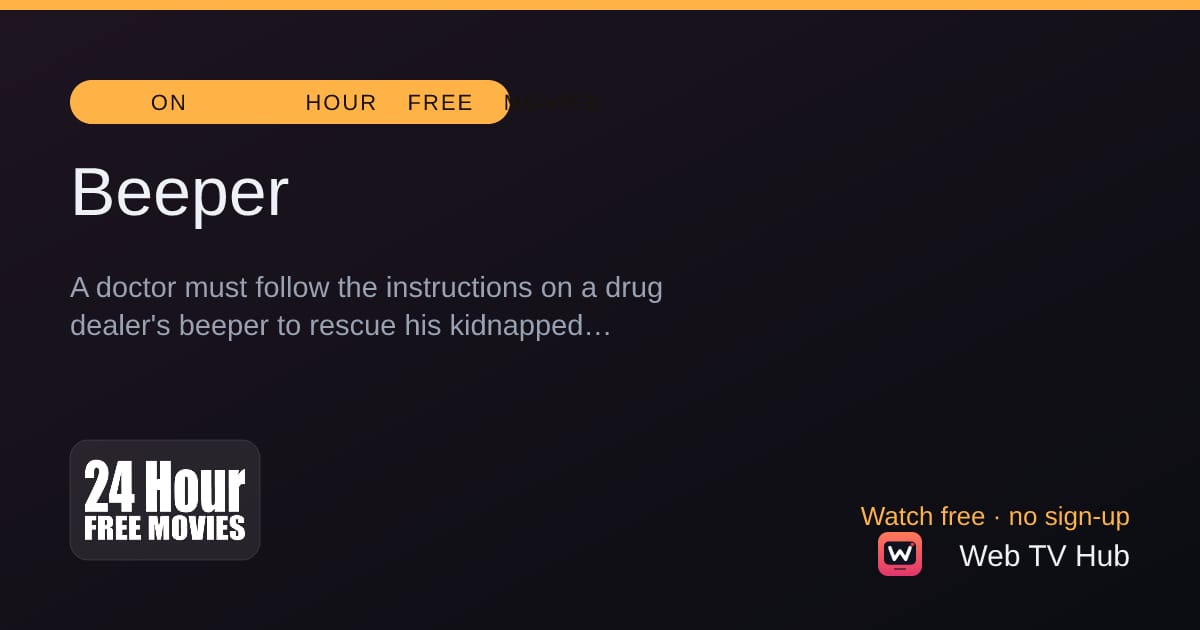 ON HOUR FREE MOVIES
Beeper
A doctor must follow the instructions on a drug
dealer's beeper to rescue his kidnapped…
24 Hour
FREE MOVIES
Watch free · no sign-up
W
Web TV Hub